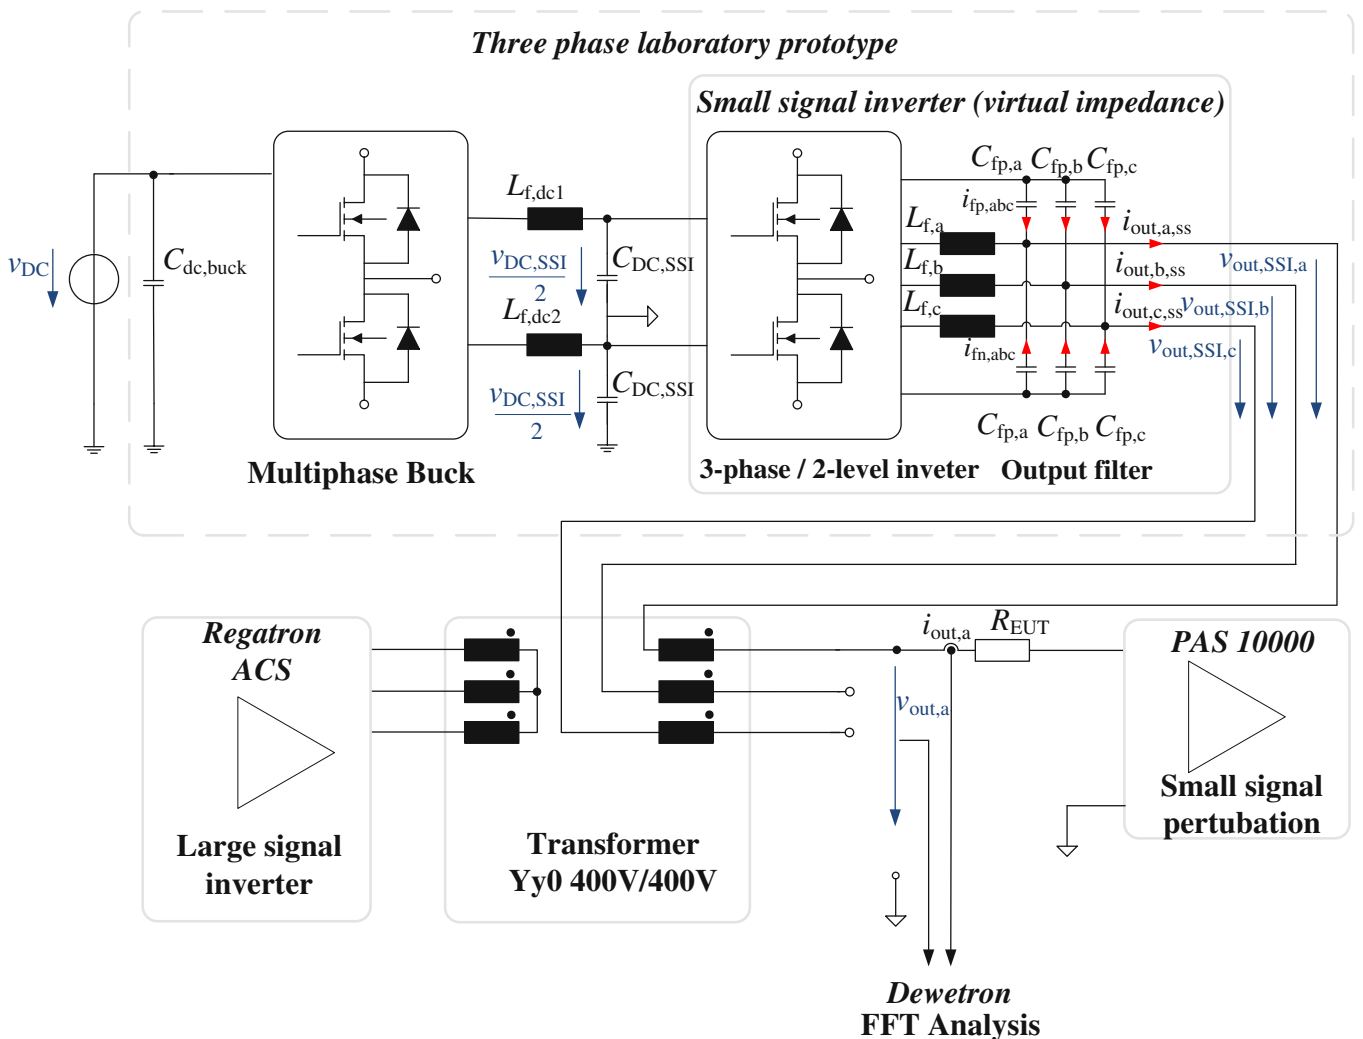 Three phase laboratory prototype
Small signal inverter (virtual impedance)
C_fp,a C_fp,b C_fp,c
i_fp,abc
L_f,dc1
L_f,a
i_out,a,ss
v_DC
C_dc,buck
v_DC,SSI
2
C_DC,SSI
L_f,b
i_out,b,ss
v_out,SSI,a
L_f,dc2
L_f,c
i_out,c,ss
v_out,SSI,b
i_fn,abc
v_out,SSI,c
v_DC,SSI
2
C_DC,SSI
C_fp,a C_fp,b C_fp,c
Multiphase Buck
3-phase / 2-level inveter
Output filter
Regatron
ACS
Large signal
inverter
Transformer
Yy0 400V/400V
i_out,a
R_EUT
v_out,a
PAS 10000
Small signal
pertubation
Dewetron
FFT Analysis